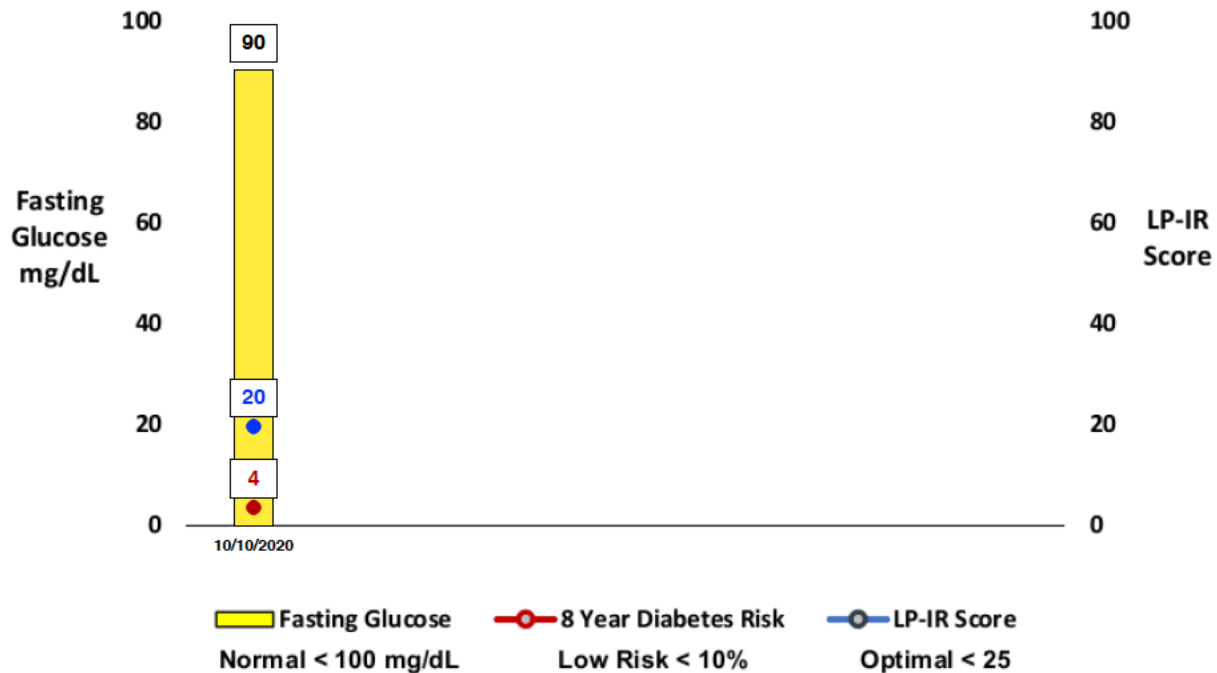 100
90
100
80
80
Fasting
Glucose
mg/dL
60
60
LP-IR
Score
40
40
20
20
20
4
0
0
10/10/2020
Fasting Glucose 8 Year Diabetes Risk LP-IR Score
Normal < 100 mg/dL Low Risk < 10% Optimal < 25